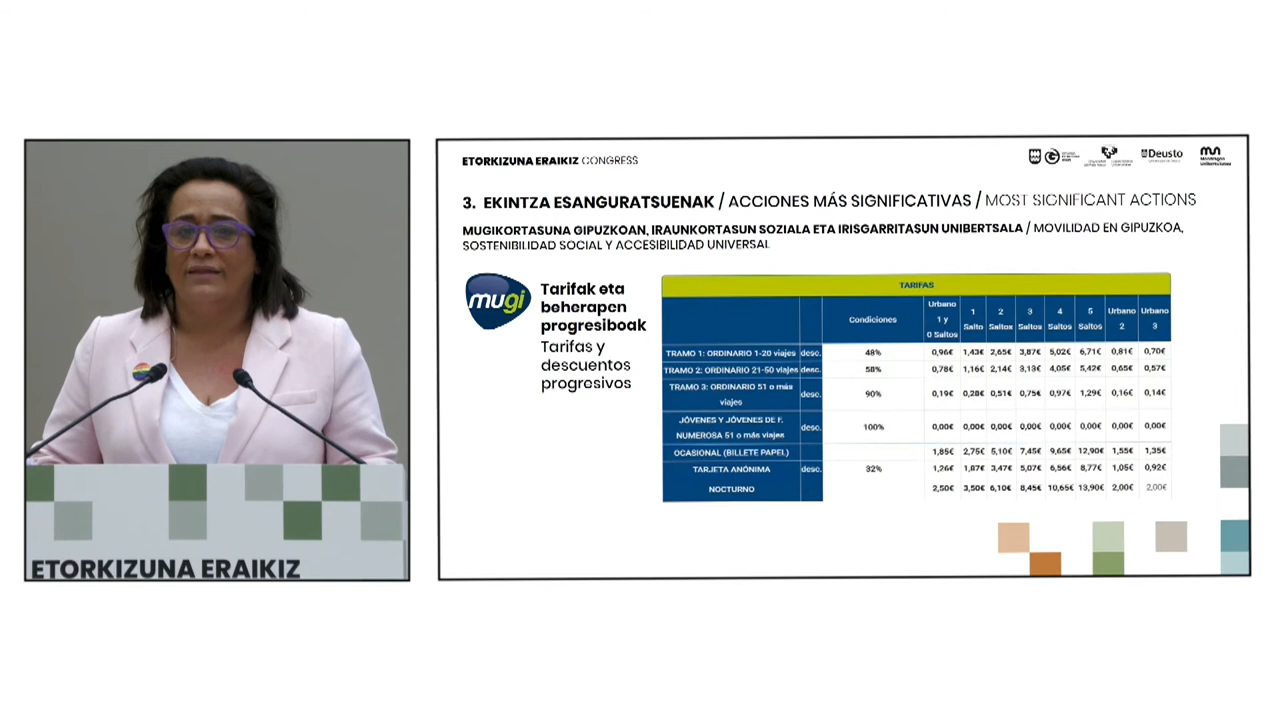 ETORKIZUNA ERAIKIZ CONGRESS
Deusto
3. EKINTZA ESANGURATSUENAK / ACCIONES MÁS SIGNIFICATIVAS / MOST SIGNIFICANT ACTIONS
MUGIKORTASUNA GIPUZKOAN, IRAUNKORTASUN SOZIALA ETA IRISGARRITASUN UNIBERTSALA / MOVILIDAD EN GIPUZKOA,
SOSTENIBILIDAD SOCIAL Y ACCESIBILIDAD UNIVERSAL
mugi
Tarifak eta
beherapen
progresiboak
Tarifas y
descuentos
progresivos
TARIFAS
Condiciones Urbano 1 y 0 Saltos 1 Salto 2 Saltos 3 Saltos 4 Saltos 5 Saltos Urbano 2 Urbano 3
TRAMO 1: ORDINARIO 1-20 viajes desc. 48% 0,96€ 1,43€ 2,65€ 3,87€ 5,02€ 6,71€ 0,81€ 0,70€
TRAMO 2: ORDINARIO 21-50 viajes desc. 58% 0,78€ 1,16€ 2,14€ 3,13€ 4,05€ 5,42€ 0,65€ 0,57€
TRAMO 3: ORDINARIO 51 o más viajes desc. 90% 0,19€ 0,28€ 0,51€ 0,75€ 0,97€ 1,29€ 0,16€ 0,14€
JÓVENES Y JÓVENES DE F. NUMEROSA 51 o más viajes desc. 100% 0,00€ 0,00€ 0,00€ 0,00€ 0,00€ 0,00€ 0,00€ 0,00€
OCASIONAL (BILLETE PAPEL) 1,85€ 2,75€ 5,10€ 7,45€ 9,65€ 12,90€ 1,55€ 1,35€
TARJETA ANÓNIMA desc. 32% 1,26€ 1,87€ 3,47€ 5,07€ 6,56€ 8,77€ 1,05€ 0,92€
NOCTURNO 2,50€ 3,50€ 6,10€ 8,45€ 10,65€ 13,90€ 2,00€ 2,00€
ETORKIZUNA ERAIKIZ